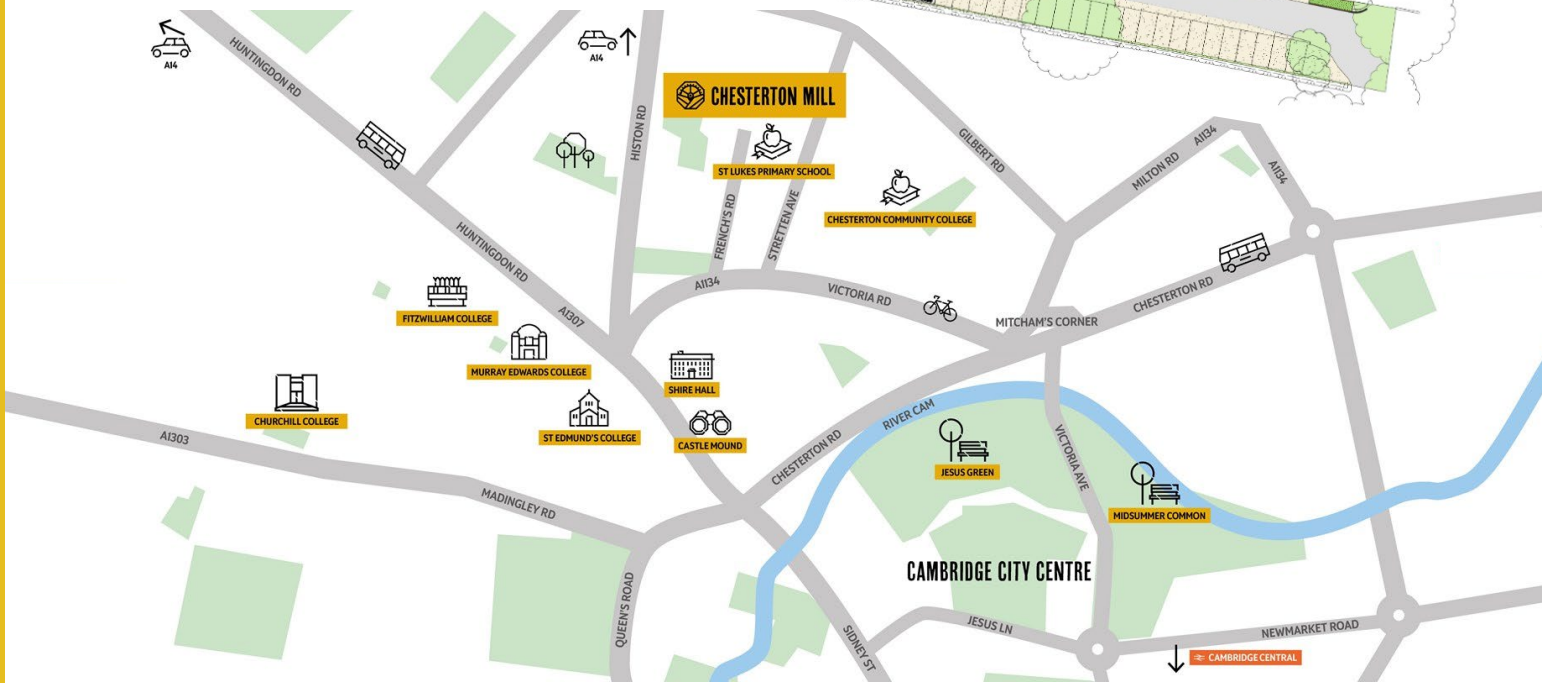 A14
HUNTINGDON RD
A14
HISTON RD
CHESTERTON MILL
ST LUKES PRIMARY SCHOOL
FRENCH'S RD
STRETTEN AVE
CHESTERTON COMMUNITY COLLEGE
GILBERT RD
MILTON RD
A1134
A1134
HUNTINGDON RD
A1307
A1134
VICTORIA RD
MITCHAM'S CORNER
CHESTERTON RD
FITZWILLIAM COLLEGE
MURRAY EDWARDS COLLEGE
SHIRE HALL
CHURCHILL COLLEGE
ST EDMUND'S COLLEGE
CASTLE MOUND
A1303
MADINGLEY RD
CHESTERTON RD
RIVER CAM
JESUS GREEN
VICTORIA AVE
MIDSUMMER COMMON
CAMBRIDGE CITY CENTRE
QUEEN'S ROAD
SIDNEY ST
JESUS LN
NEWMARKET ROAD
CAMBRIDGE CENTRAL